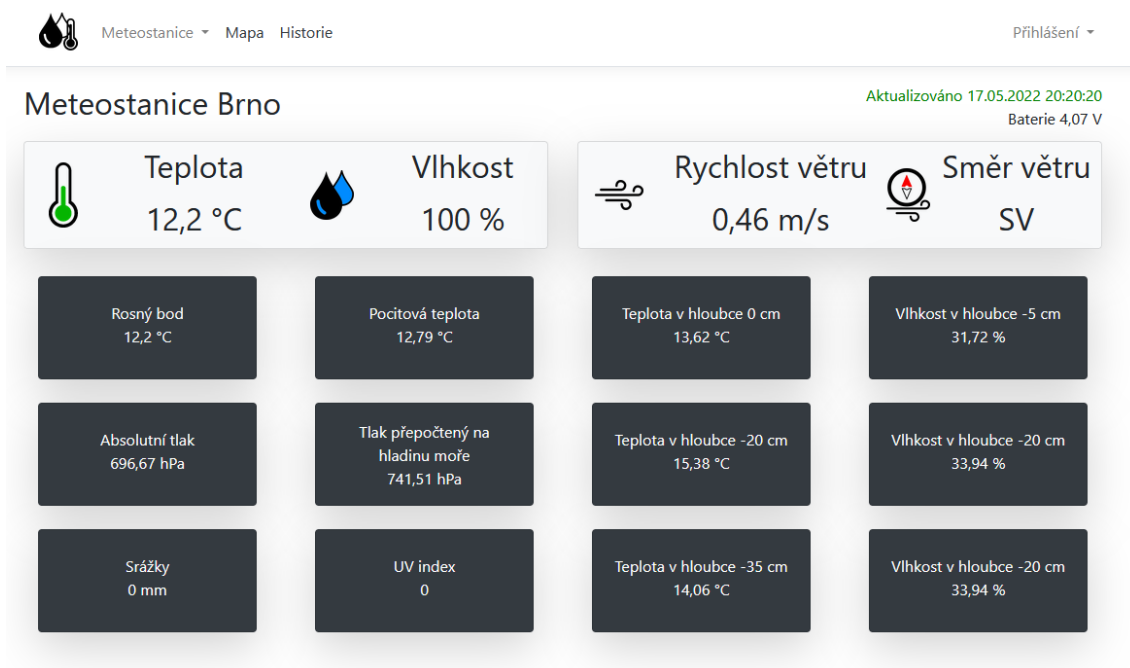 Meteostanice Mapa Historie Přihlášení
Meteostanice Brno
Aktualizováno 17.05.2022 20:20:20
Baterie 4,07 V
Teplota
12,2 °C
Vlhkost
100 %
Rychlost větru
0,46 m/s
Směr větru
SV
Rosný bod
12,2 °C
Pocitová teplota
12,79 °C
Teplota v hloubce 0 cm
13,62 °C
Vlhkost v hloubce -5 cm
31,72 %
Absolutní tlak
696,67 hPa
Tlak přepočtený na
hladinu moře
741,51 hPa
Teplota v hloubce -20 cm
15,38 °C
Vlhkost v hloubce -20 cm
33,94 %
Srážky
0 mm
UV index
0
Teplota v hloubce -35 cm
14,06 °C
Vlhkost v hloubce -20 cm
33,94 %